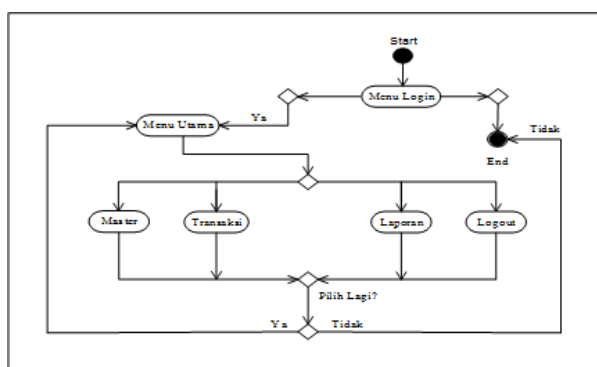 Start
Menu Login
Ya
Menu Utama
Tidak
End
Master
Transaksi
Laporan
Logout
Pilih Lagi?
Ya
Tidak